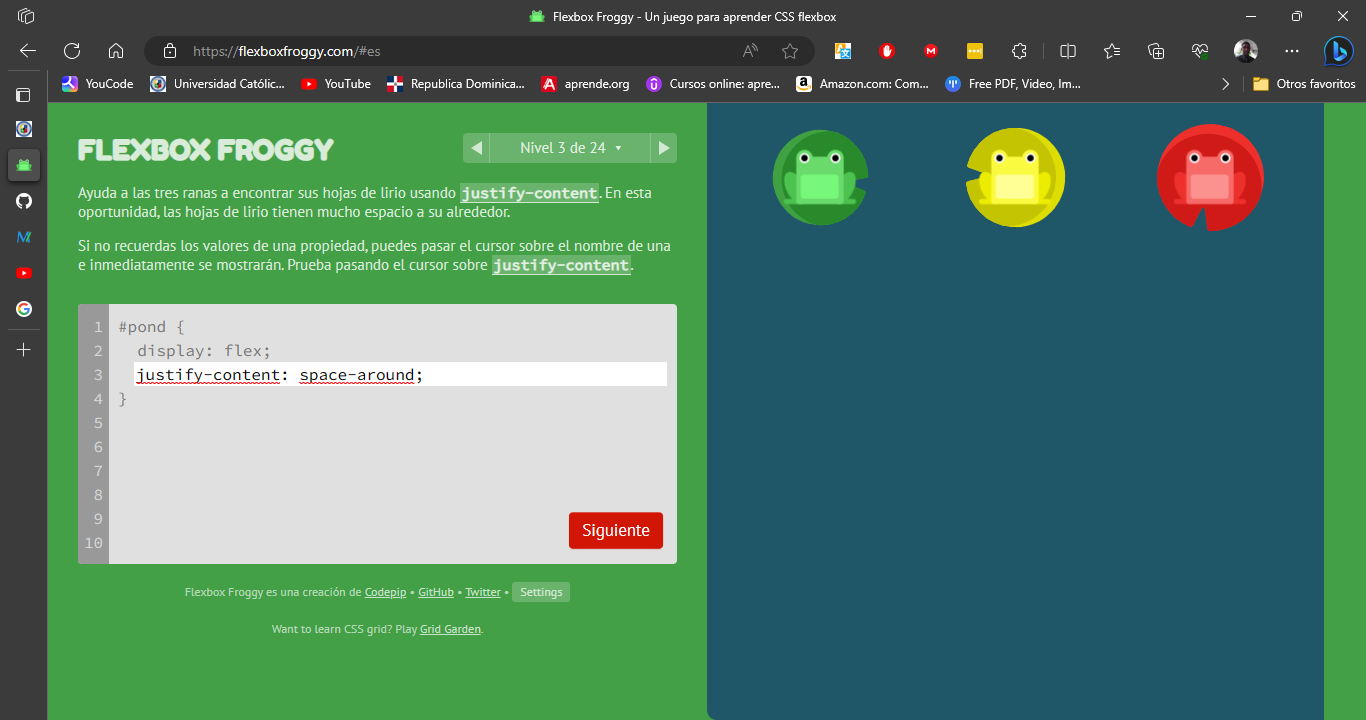 Flexbox Froggy - Un juego para aprender CSS flexbox
https://flexboxfroggy.com/#es
YouCode
Universidad Católic...
YouTube
Republica Dominica...
aprende.org
Cursos online: apre...
Amazon.com: Com...
Free PDF, Video, Im...
Otros favoritos
FLEXBOX FROGGY
Nivel 3 de 24
Ayuda a las tres ranas a encontrar sus hojas de lirio usando justify-content. En esta
oportunidad, las hojas de lirio tienen mucho espacio a su alrededor.
Si no recuerdas los valores de una propiedad, puedes pasar el cursor sobre el nombre de una
e inmediatamente se mostrarán. Prueba pasando el cursor sobre justify-content.
1 #pond {
2 display: flex;
3 justify-content: space-around;
4 }
5
6
7
8
9
10
Siguiente
Flexbox Froggy es una creación de Codepip • GitHub • Twitter • Settings
Want to learn CSS grid? Play Grid Garden.